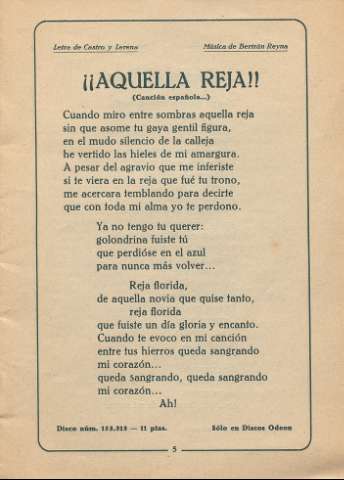 Letra de Castro y Lorena
Música de Bertrán Reyna
¡¡AQUELLA REJA!!
(Canción española...)
Cuando miro entre sombras aquella reja
sin que asome tu gaya gentil figura,
en el mudo silencio de la calleja
he vertido las hieles de mi amargura.
A pesar del agravio que me inferiste
si te viera en la reja que fué tu trono,
me acercara temblando para decirte
que con toda mi alma yo te perdono.
Ya no tengo tu querer:
golondrina fuiste tú
que perdióse en el azul
para nunca más volver...
Reja florida,
de aquella novia que quise tanto,
reja florida
que fuiste un día gloria y encanto.
Cuando te evoco en mi canción
entre tus hierros queda sangrando
mi corazón...
queda sangrando, queda sangrando
mi corazón...
Ah!
Disco núm. 183.318 — 11 ptas.
Sólo en Discos Odeon
5